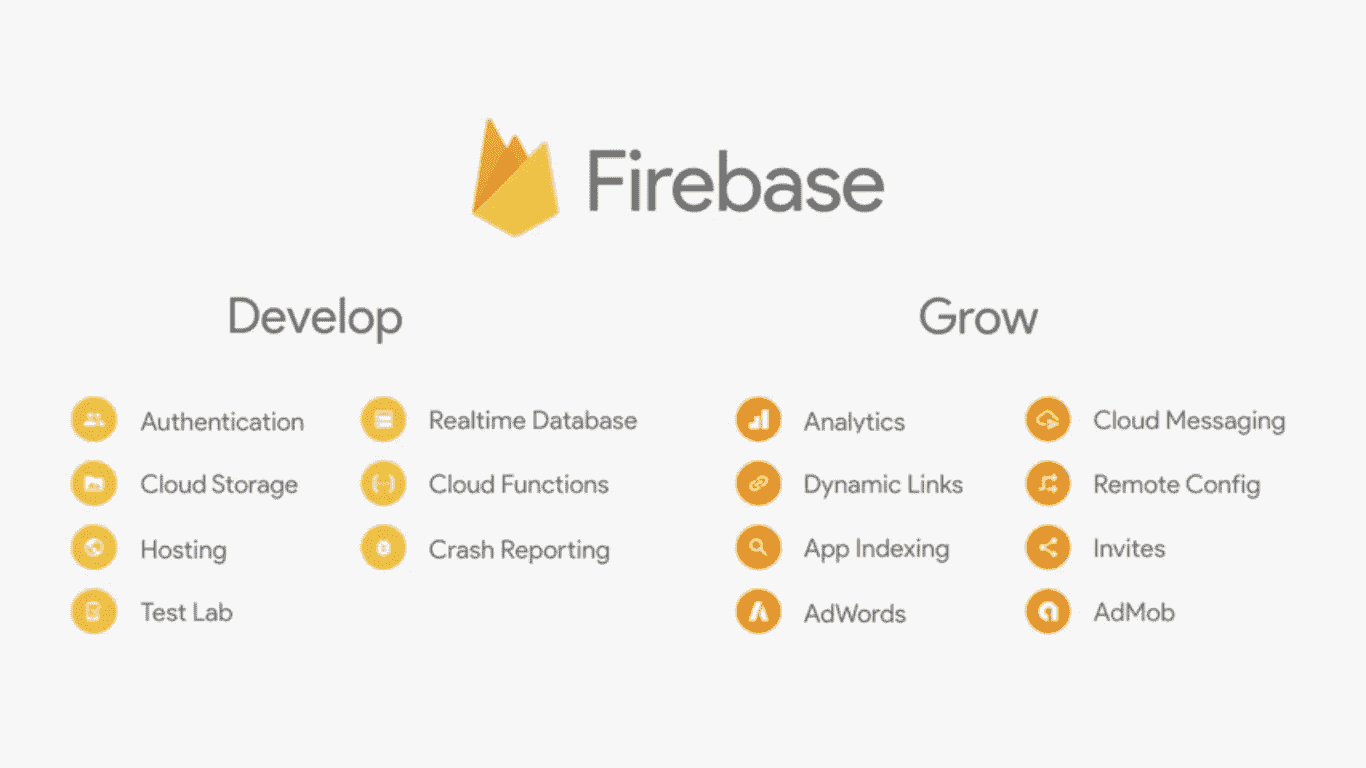 Firebase
Develop
Authentication
Realtime Database
Cloud Storage
Cloud Functions
Hosting
Crash Reporting
Test Lab
Grow
Analytics
Cloud Messaging
Dynamic Links
Remote Config
App Indexing
Invites
AdWords
AdMob